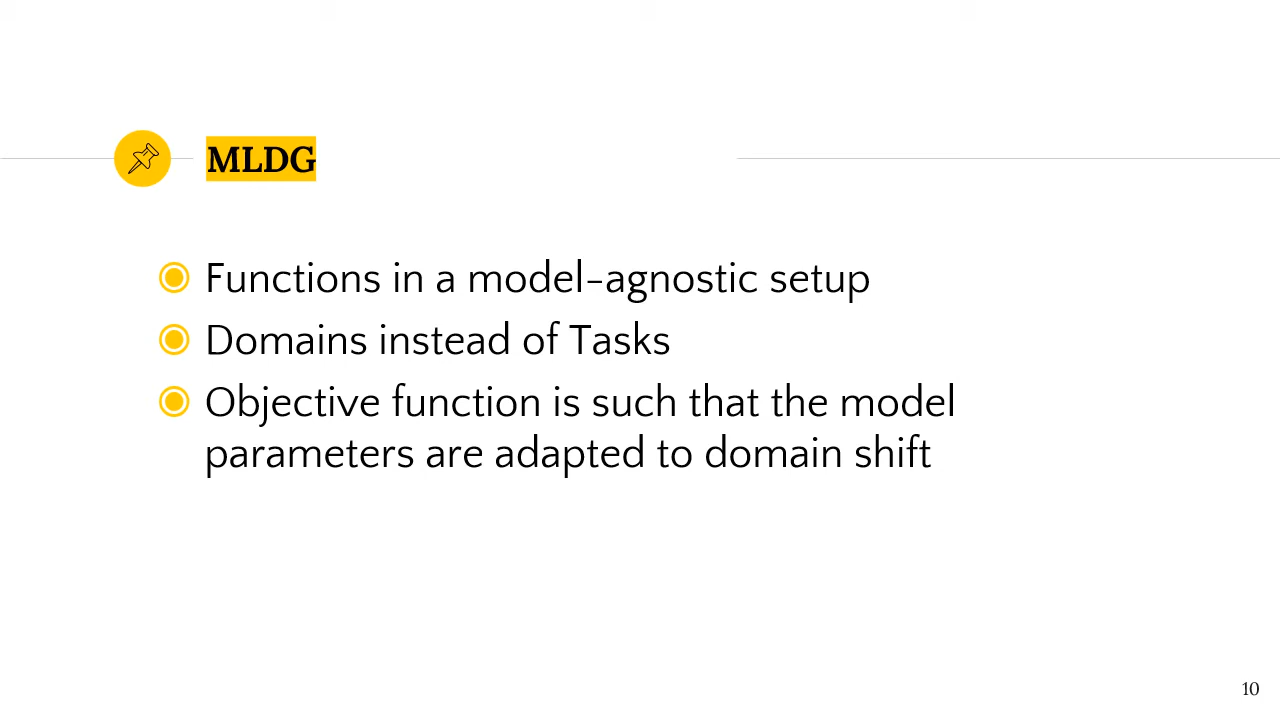 MLDG
Functions in a model-agnostic setup
Domains instead of Tasks
Objective function is such that the model
parameters are adapted to domain shift
10